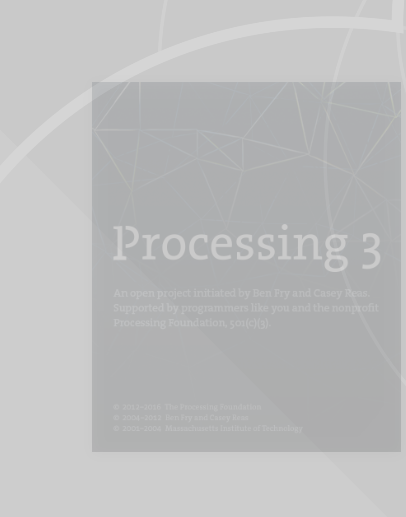 Processing 3
An open project initiated by Ben Fry and Casey Reas.
Supported by programmers like you and the nonprofit
Processing Foundation, 501(c)(3).
© 2012–2016 The Processing Foundation
© 2004–2012 Ben Fry and Casey Reas
© 2001–2004 Massachusetts Institute of Technology